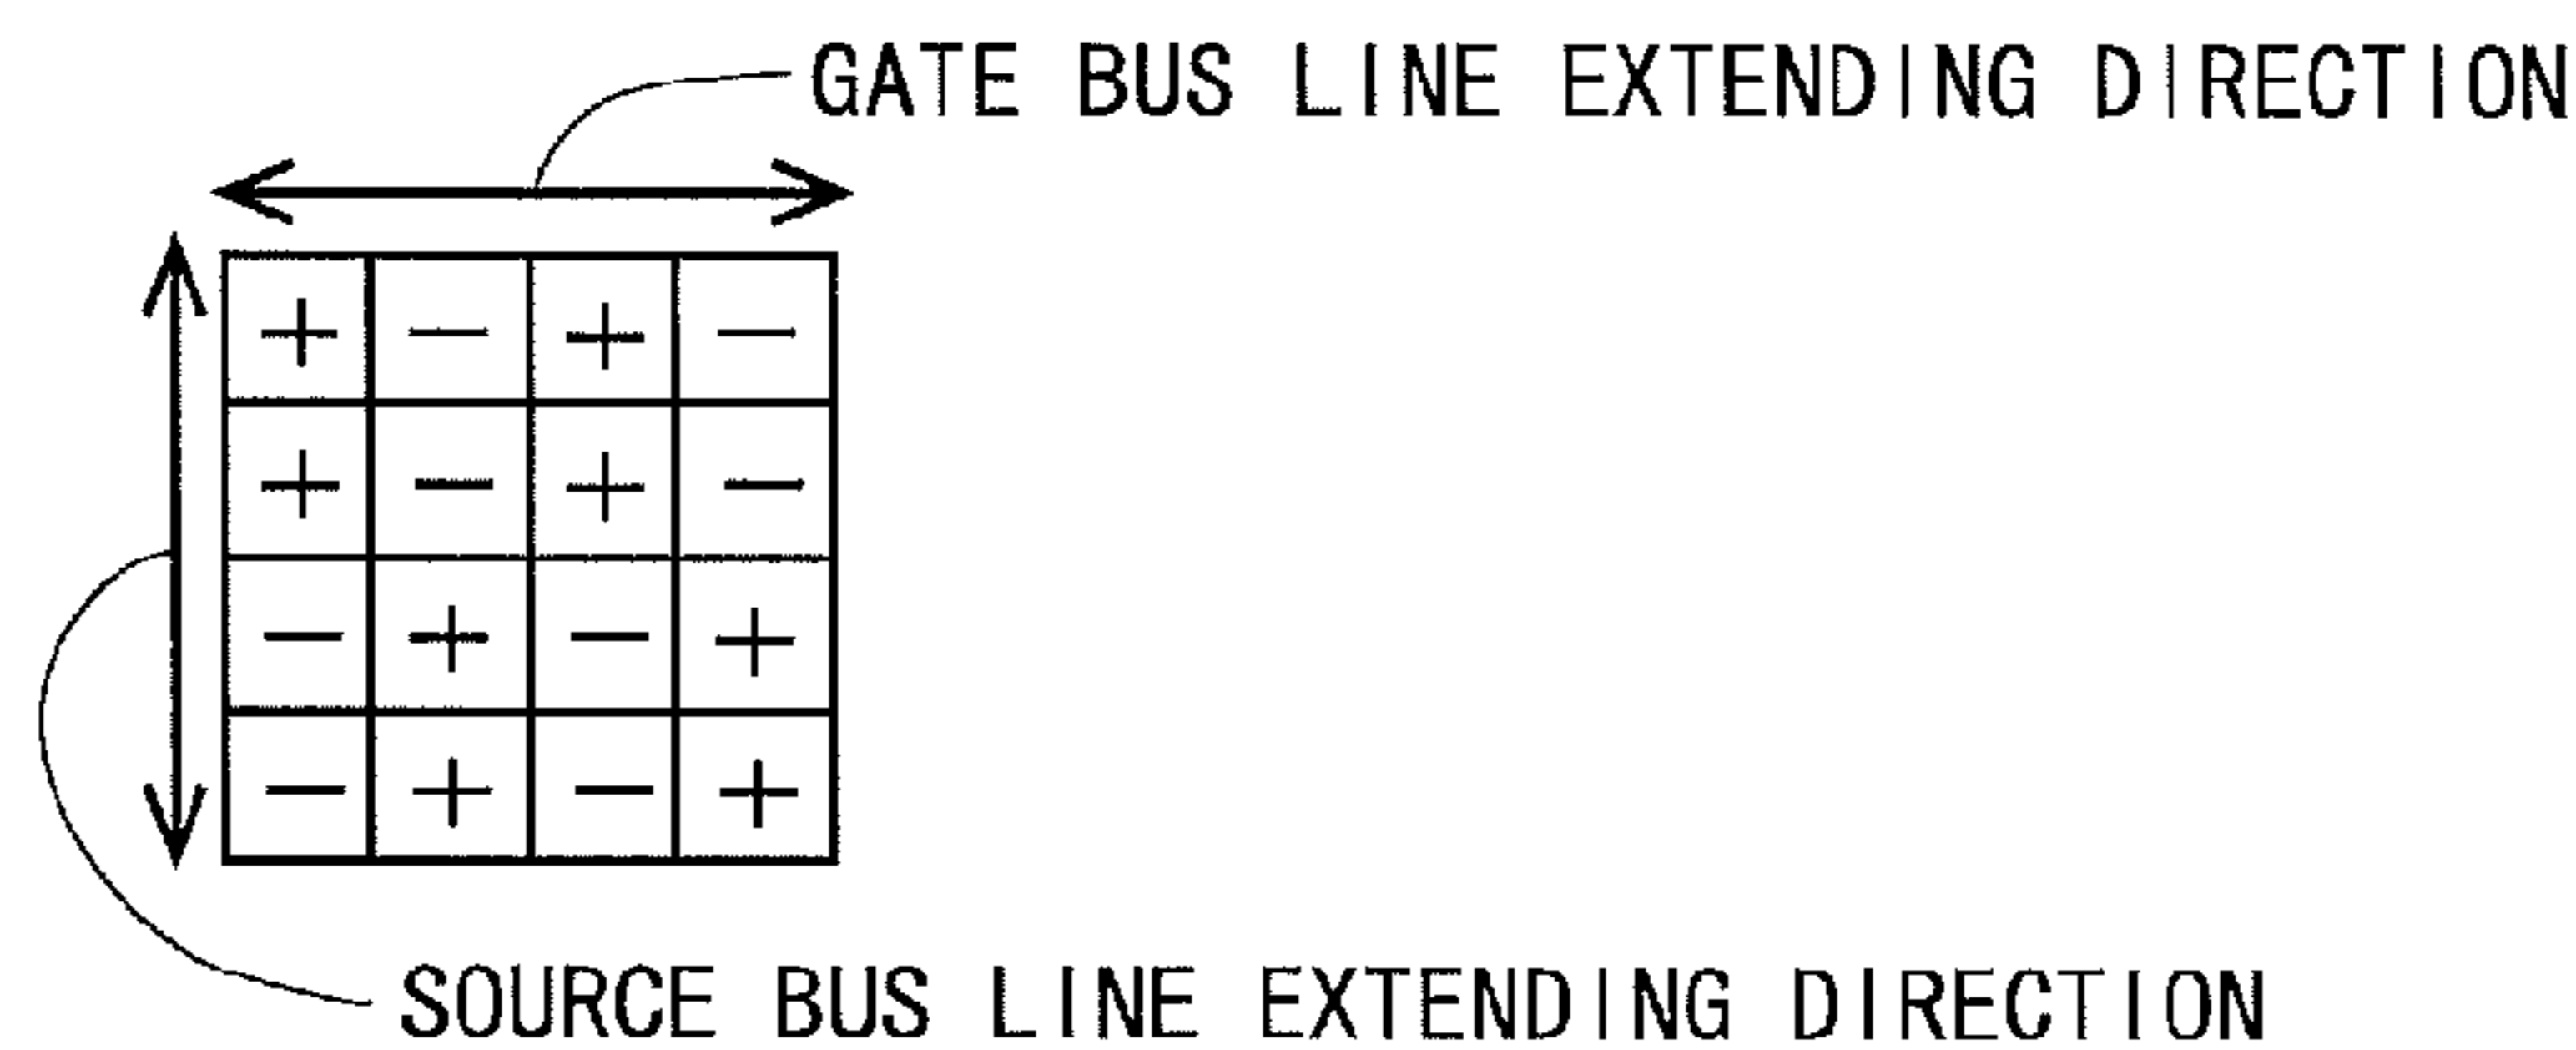 GATE BUS LINE EXTENDING DIRECTION
+ − + −
+ − + −
− + − +
− + − +
SOURCE BUS LINE EXTENDING DIRECTION